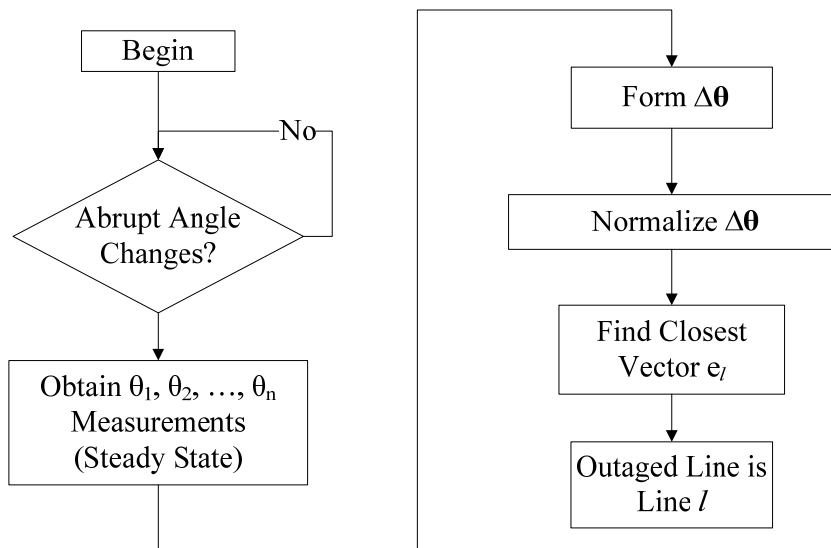 Begin
No
Abrupt Angle
Changes?
Obtain θ₁, θ₂, …, θₙ
Measurements
(Steady State)
Form Δθ
Normalize Δθ
Find Closest
Vector eₗ
Outaged Line is
Line l